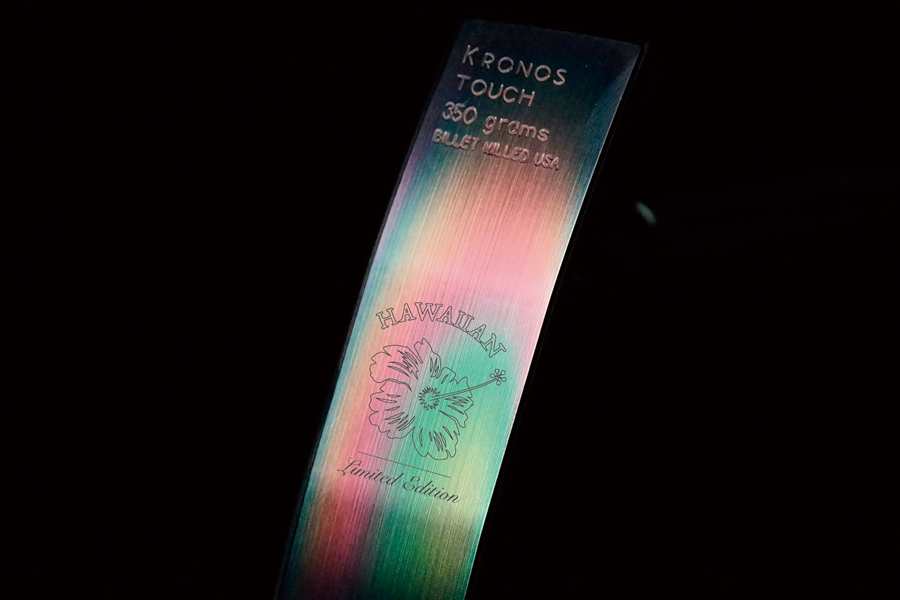 KRONOS
TOUCH
350 grams
BILLET MILLED USA
HAWAIIAN
Limited Edition